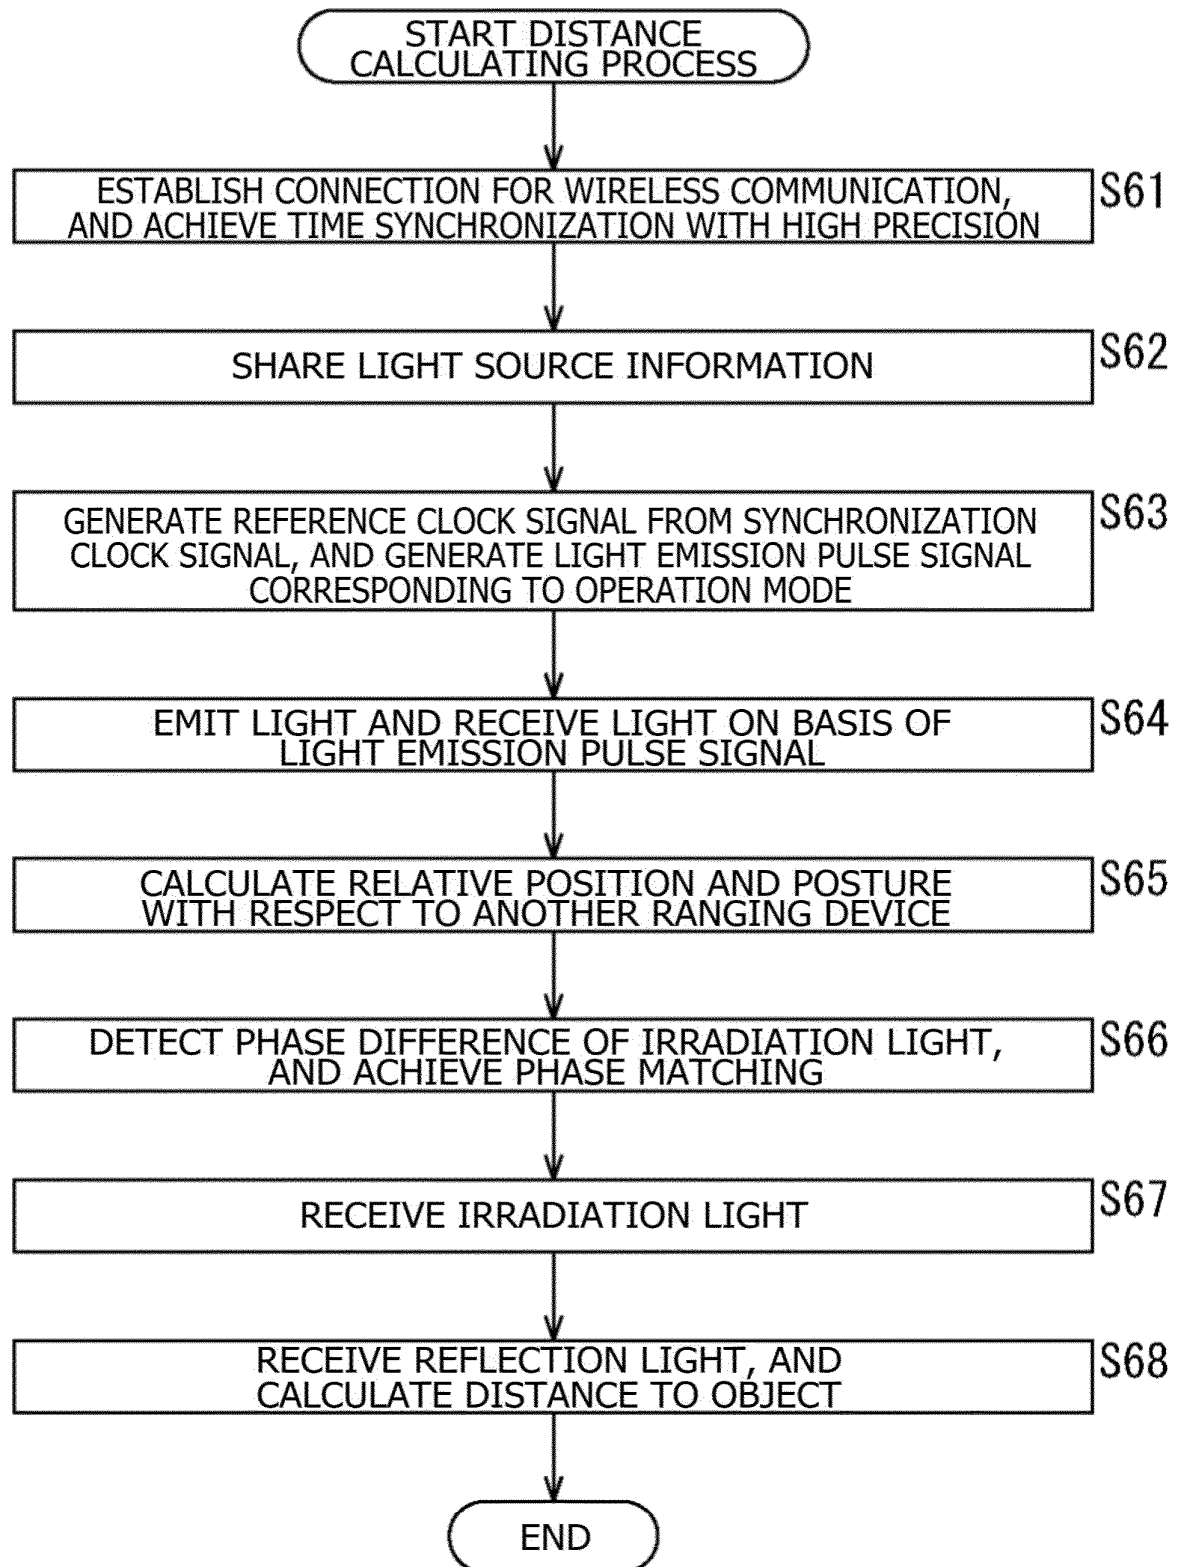 START DISTANCE
CALCULATING PROCESS
ESTABLISH CONNECTION FOR WIRELESS COMMUNICATION,
AND ACHIEVE TIME SYNCHRONIZATION WITH HIGH PRECISION
S61
SHARE LIGHT SOURCE INFORMATION
S62
GENERATE REFERENCE CLOCK SIGNAL FROM SYNCHRONIZATION
CLOCK SIGNAL, AND GENERATE LIGHT EMISSION PULSE SIGNAL
CORRESPONDING TO OPERATION MODE
S63
EMIT LIGHT AND RECEIVE LIGHT ON BASIS OF
LIGHT EMISSION PULSE SIGNAL
S64
CALCULATE RELATIVE POSITION AND POSTURE
WITH RESPECT TO ANOTHER RANGING DEVICE
S65
DETECT PHASE DIFFERENCE OF IRRADIATION LIGHT,
AND ACHIEVE PHASE MATCHING
S66
RECEIVE IRRADIATION LIGHT
S67
RECEIVE REFLECTION LIGHT, AND
CALCULATE DISTANCE TO OBJECT
S68
END